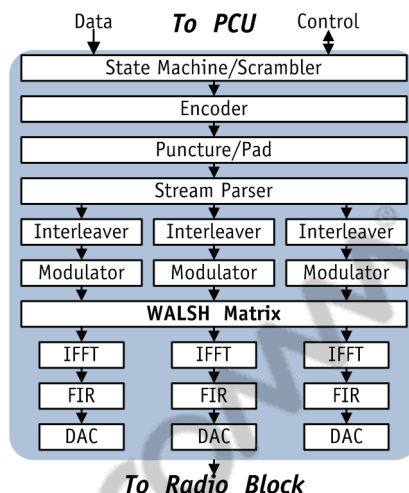 Data To PCU Control
State Machine/Scrambler
Encoder
Puncture/Pad
Stream Parser
Interleaver Interleaver Interleaver
Modulator Modulator Modulator
WALSH Matrix
IFFT IFFT IFFT
FIR FIR FIR
DAC DAC DAC
To Radio Block